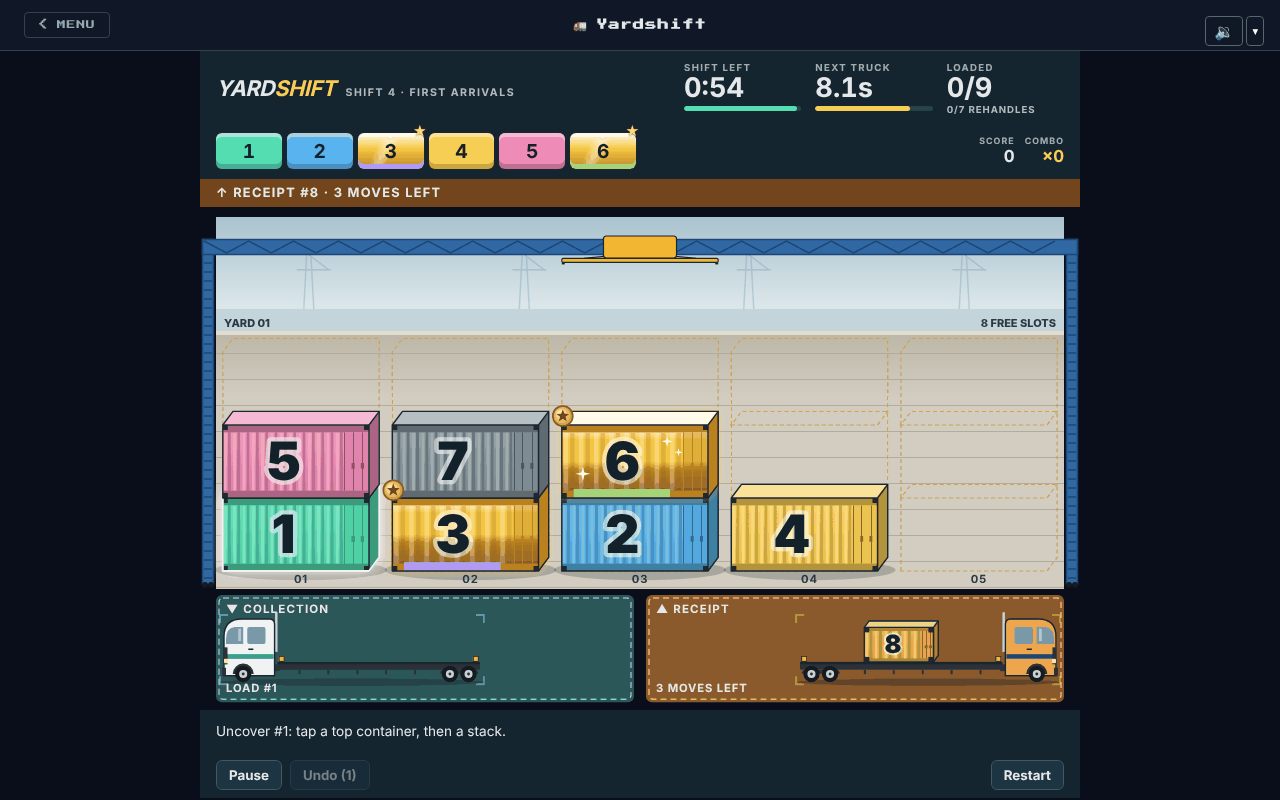 MENU
Yardshift
YARDSHIFT SHIFT 4 · FIRST ARRIVALS
SHIFT LEFT
0:54
NEXT TRUCK
8.1s
LOADED
0/9
0/7 REHANDLES
1 2 3 4 5 6
SCORE
0
COMBO
×0
↑ RECEIPT #8 · 3 MOVES LEFT
YARD 01
8 FREE SLOTS
5 7 6
1 3 2 4
01 02 03 04 05
▼ COLLECTION
LOAD #1
▲ RECEIPT
8
3 MOVES LEFT
Uncover #1: tap a top container, then a stack.
Pause
Undo (1)
Restart